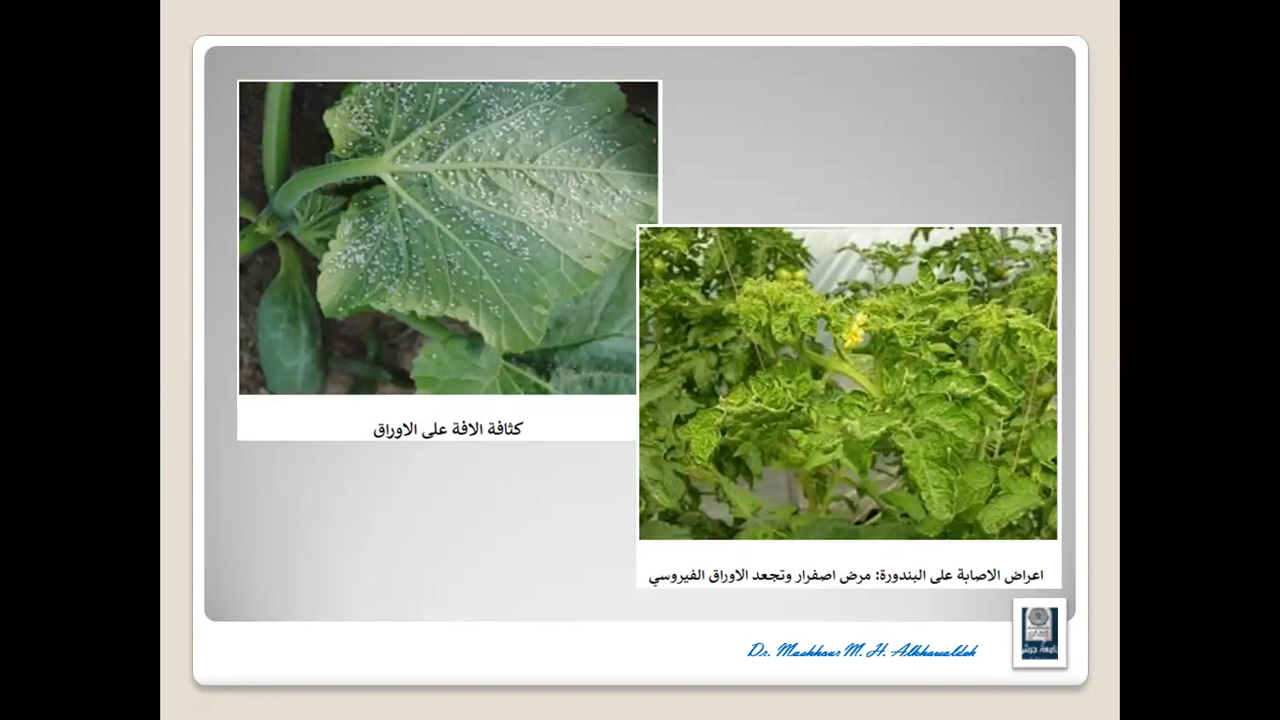 كثافة الافة على الاوراق
اعراض الاصابة على البندورة: مرض اصفرار وتجعد الاوراق الفيروسي
Dr. Mashhour M. H. Alkhawaldeh